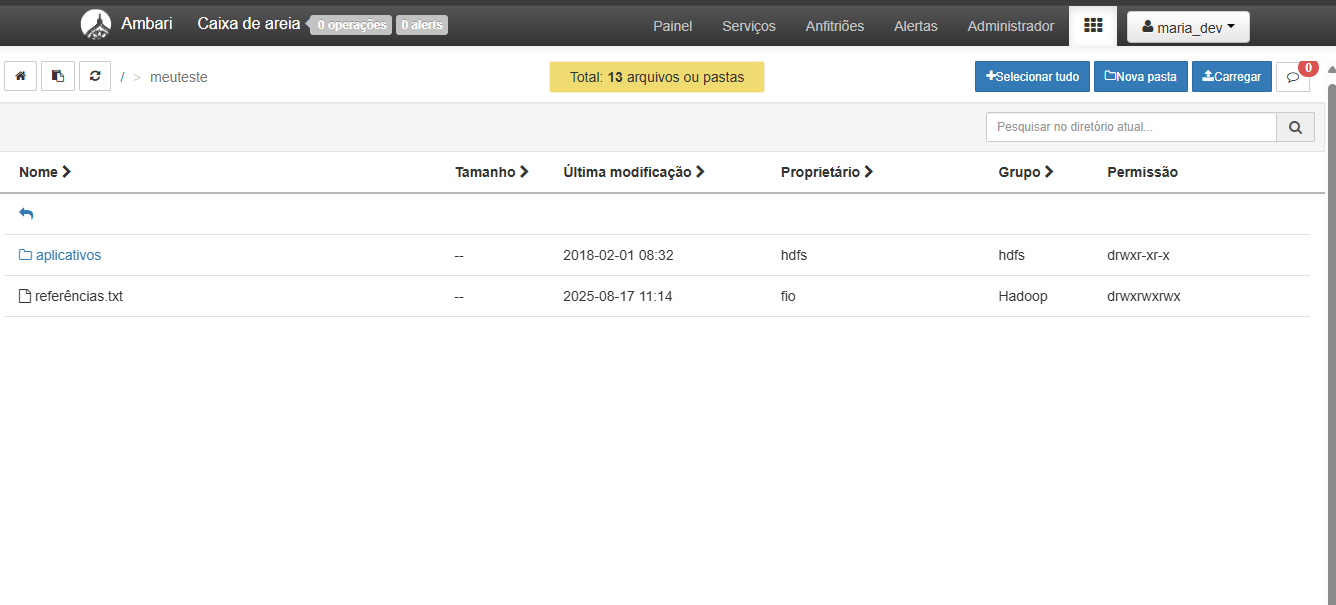 Ambari Caixa de areia 0 operações 0 alerts Painel Serviços Anfitriões Alertas Administrador maria_dev
/ > meuteste Total: 13 arquivos ou pastas Selecionar tudo Nova pasta Carregar 0
Pesquisar no diretório atual...
Nome Tamanho Última modificação Proprietário Grupo Permissão
aplicativos -- 2018-02-01 08:32 hdfs hdfs drwxr-xr-x
referências.txt -- 2025-08-17 11:14 fio Hadoop drwxrwxrwx